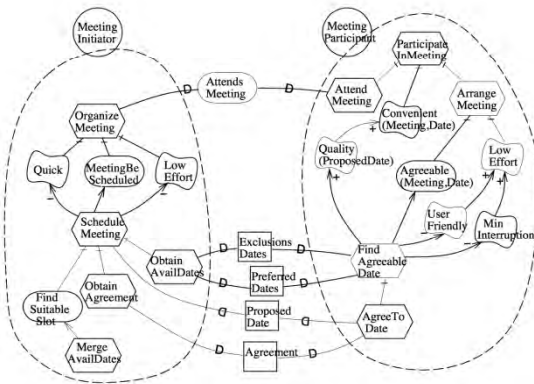 Meeting
Initiator
Meeting
Participant
Participate
InMeeting
D
Attends
Meeting
D
Attend
Meeting
Arrange
Meeting
Organize
Meeting
Convenient
(Meeting,Date)
+
Quality
(ProposedDate)
+
Low
Effort
+
+
Quick
MeetingBe
Scheduled
Low
Effort
Agreeable
(Meeting,Date)
−
−
User
Friendly
Min
Interruption
−
−
Schedule
Meeting
Obtain
AvailDates
D
Exclusions
Dates
D
Find
Agreeable
Date
D
Preferred
Dates
D
Obtain
Agreement
Find
Suitable
Slot
D
Proposed
Date
D
AgreeTo
Date
Merge
AvailDates
D
Agreement
D